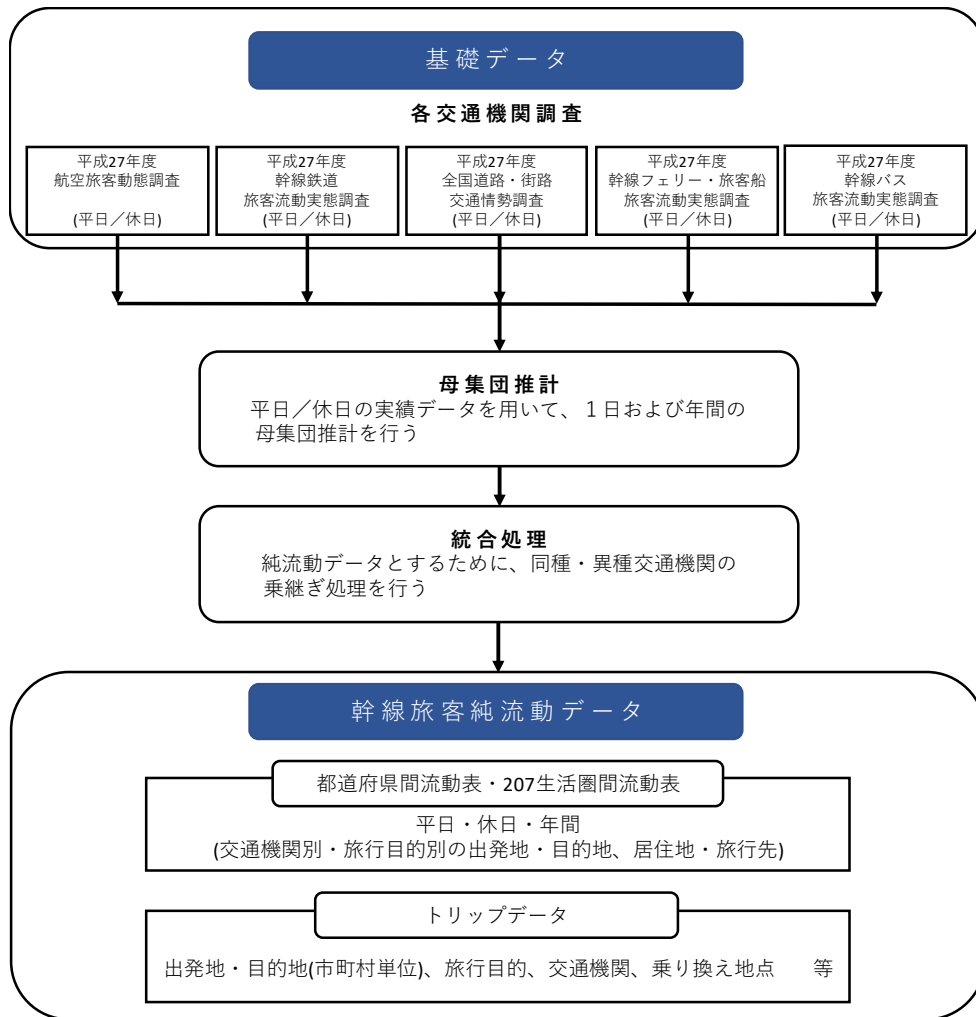 基礎データ
各交通機関調査
平成27年度
航空旅客動態調査
(平日／休日)
平成27年度
幹線鉄道
旅客流動実態調査
(平日／休日)
平成27年度
全国道路・街路
交通情勢調査
(平日／休日)
平成27年度
幹線フェリー・旅客船
旅客流動実態調査
(平日／休日)
平成27年度
幹線バス
旅客流動実態調査
(平日／休日)
母集団推計
平日／休日の実績データを用いて、１日および年間の
母集団推計を行う
統合処理
純流動データとするために、同種・異種交通機関の
乗継ぎ処理を行う
幹線旅客純流動データ
都道府県間流動表・207生活圏間流動表
平日・休日・年間
(交通機関別・旅行目的別の出発地・目的地、居住地・旅行先)
トリップデータ
出発地・目的地(市町村単位)、旅行目的、交通機関、乗り換え地点　等